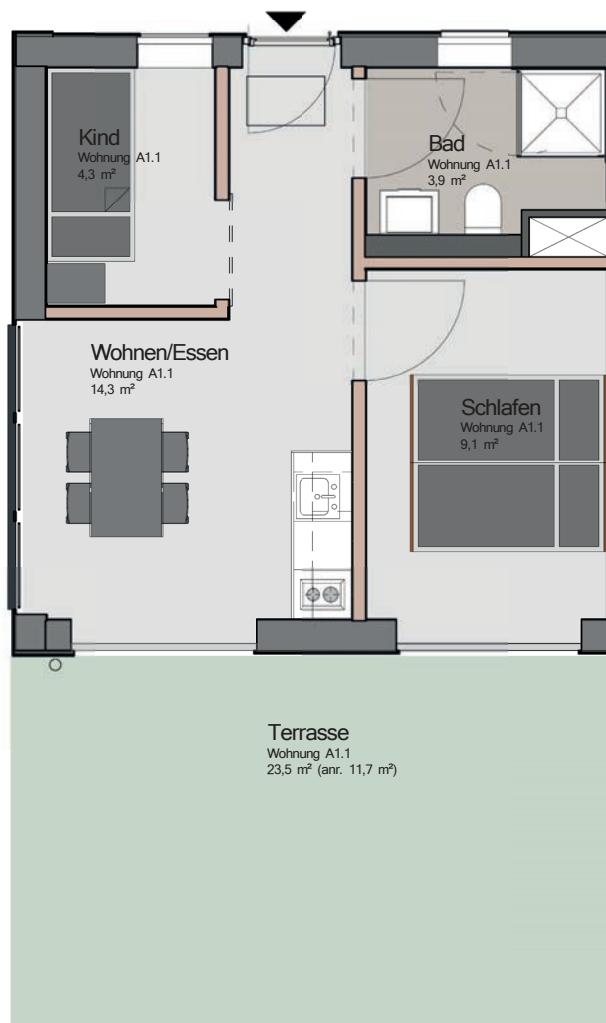 Kind
Wohnung A1.1
4,3 m²
Bad
Wohnung A1.1
3,9 m²
Wohnen/Essen
Wohnung A1.1
14,3 m²
Schlafen
Wohnung A1.1
9,1 m²
Terrasse
Wohnung A1.1
23,5 m² (anr. 11,7 m²)